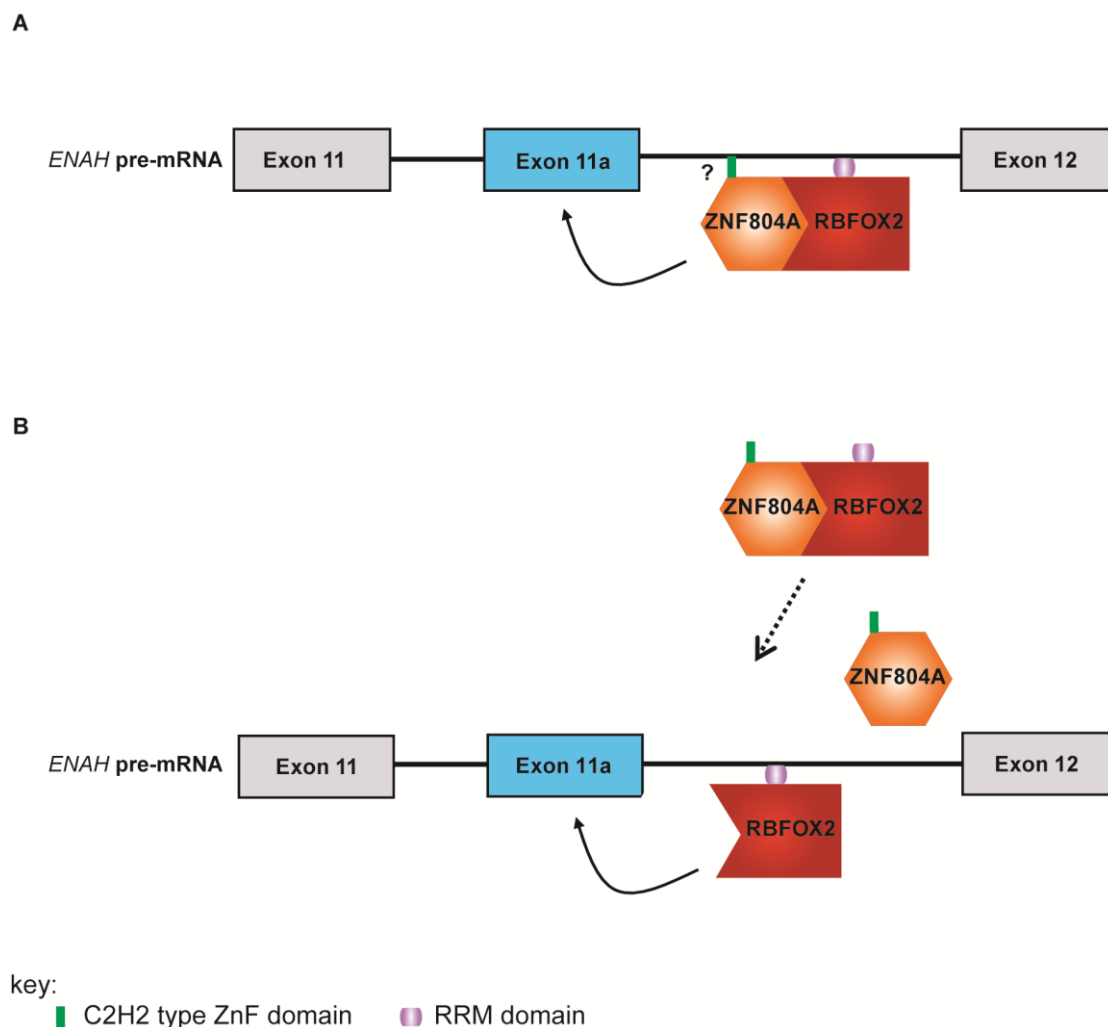 A
ENAH pre-mRNA
Exon 11
Exon 11a
Exon 12
?
ZNF804A
RBFOX2
B
ZNF804A
RBFOX2
ZNF804A
ENAH pre-mRNA
Exon 11
Exon 11a
Exon 12
RBFOX2
key:
C2H2 type ZnF domain
RRM domain